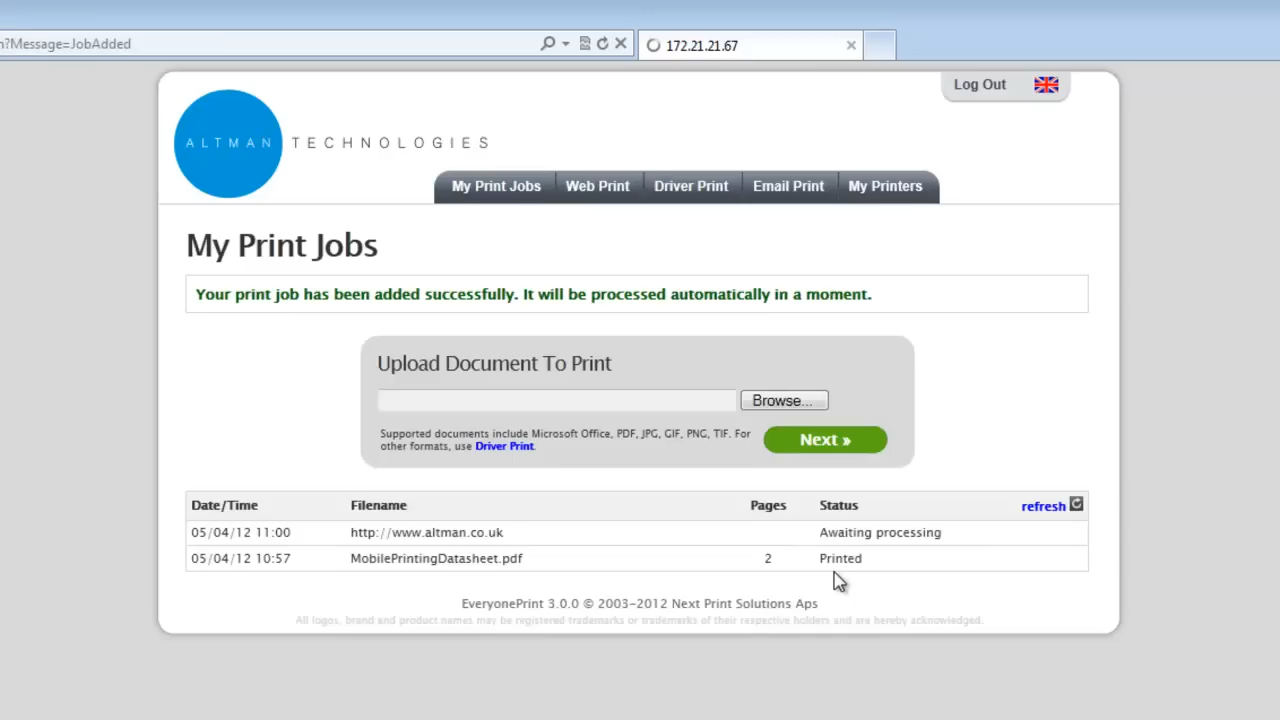 n?Message=JobAdded
172.21.21.67
Log Out
ALTMAN TECHNOLOGIES
My Print Jobs Web Print Driver Print Email Print My Printers
My Print Jobs
Your print job has been added successfully. It will be processed automatically in a moment.
Upload Document To Print
Browse...
Supported documents include Microsoft Office, PDF, JPG, GIF, PNG, TIF. For
other formats, use Driver Print.
Next »
Date/Time Filename Pages Status refresh
05/04/12 11:00 http://www.altman.co.uk Awaiting processing
05/04/12 10:57 MobilePrintingDatasheet.pdf 2 Printed
EveryonePrint 3.0.0 © 2003-2012 Next Print Solutions Aps
All logos, brand and product names may be registered trademarks or trademarks of their respective holders and are hereby acknowledged.